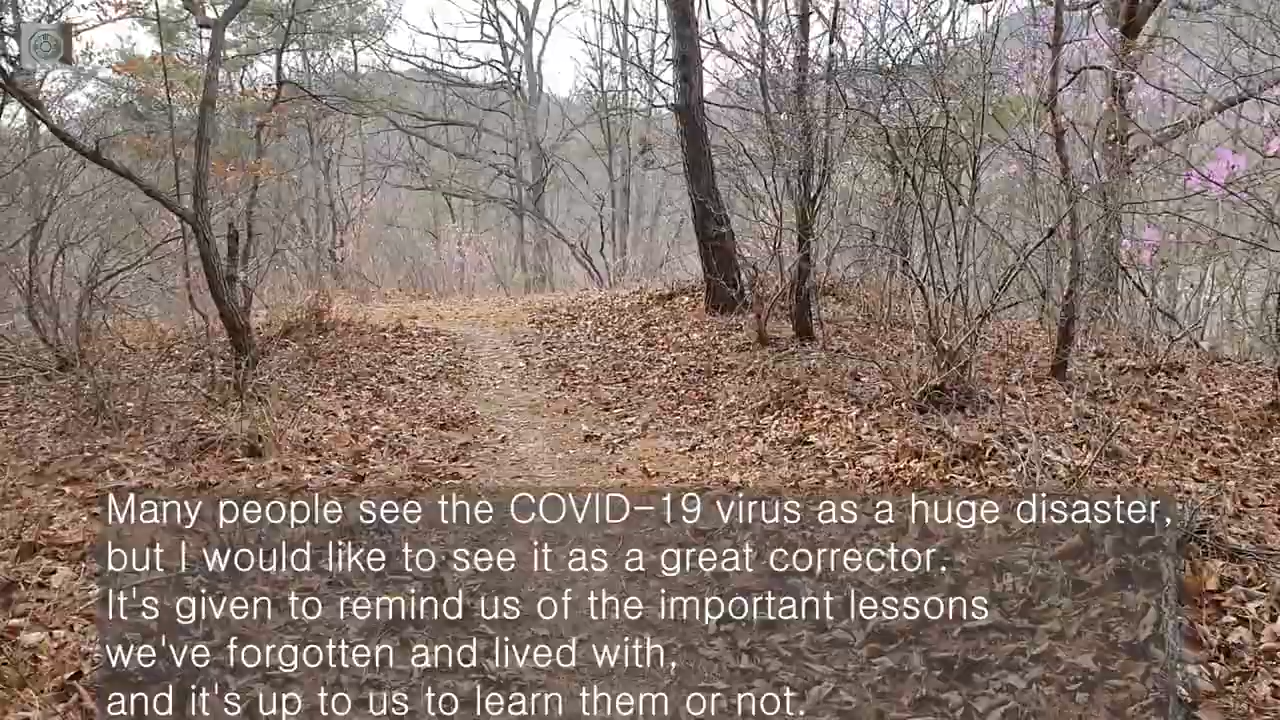 Many people see the COVID-19 virus as a huge disaster,
but I would like to see it as a great corrector.
It's given to remind us of the important lessons
we've forgotten and lived with,
and it's up to us to learn them or not.